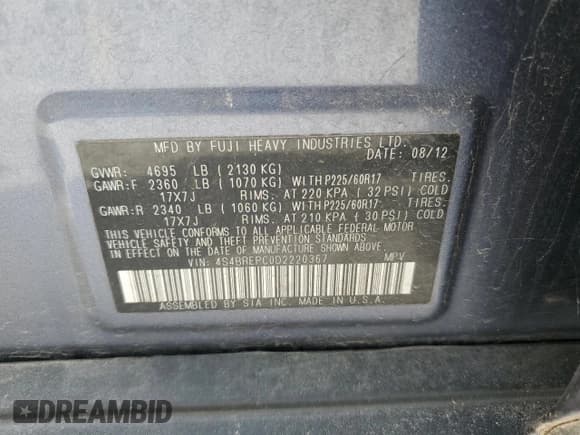 MFD BY FUJI HEAVY INDUSTRIES LTD.
DATE: 08/12
GVWR: 4695 LB ( 2130 KG)
GAWR:F 2360 LB ( 1070 KG) WITH P225/60R17 TIRES.
17X7J RIMS. AT 220 KPA ( 32 PSI) COLD
GAWR:R 2340 LB ( 1060 KG) WITH P225/60R17 TIRES.
17X7J RIMS. AT 210 KPA ( 30 PSI) COLD
THIS VEHICLE CONFORMS TO ALL APPLICABLE FEDERAL MOTOR
VEHICLE SAFETY AND THEFT PREVENTION STANDARDS
IN EFFECT ON THE DATE OF MANUFACTURE SHOWN ABOVE.
VIN: 4S4BREPC0D2220367 MPV
ASSEMBLED BY SIA INC. MADE IN U.S.A.
DREAMBID